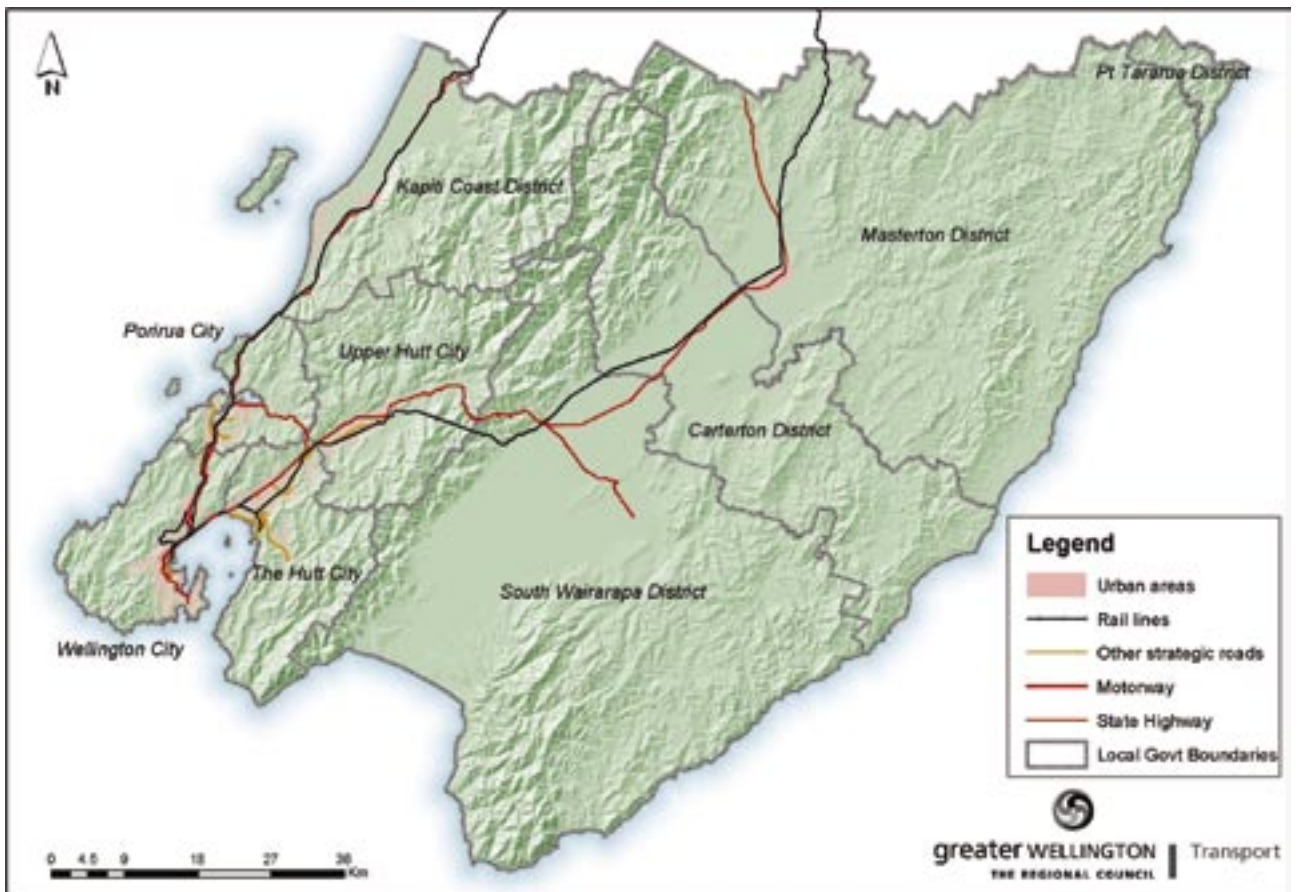 N
Pt Tararua District
Kapiti Coast District
Masterton District
Porirua City
Upper Hutt City
Carterton District
The Hutt City
South Wairarapa District
Wellington City
Legend
Urban areas
Rail lines
Other strategic roads
Motorway
State Highway
Local Govt Boundaries
0 4.5 9 18 27 36
Km
greater WELLINGTON
THE REGIONAL COUNCIL
Transport